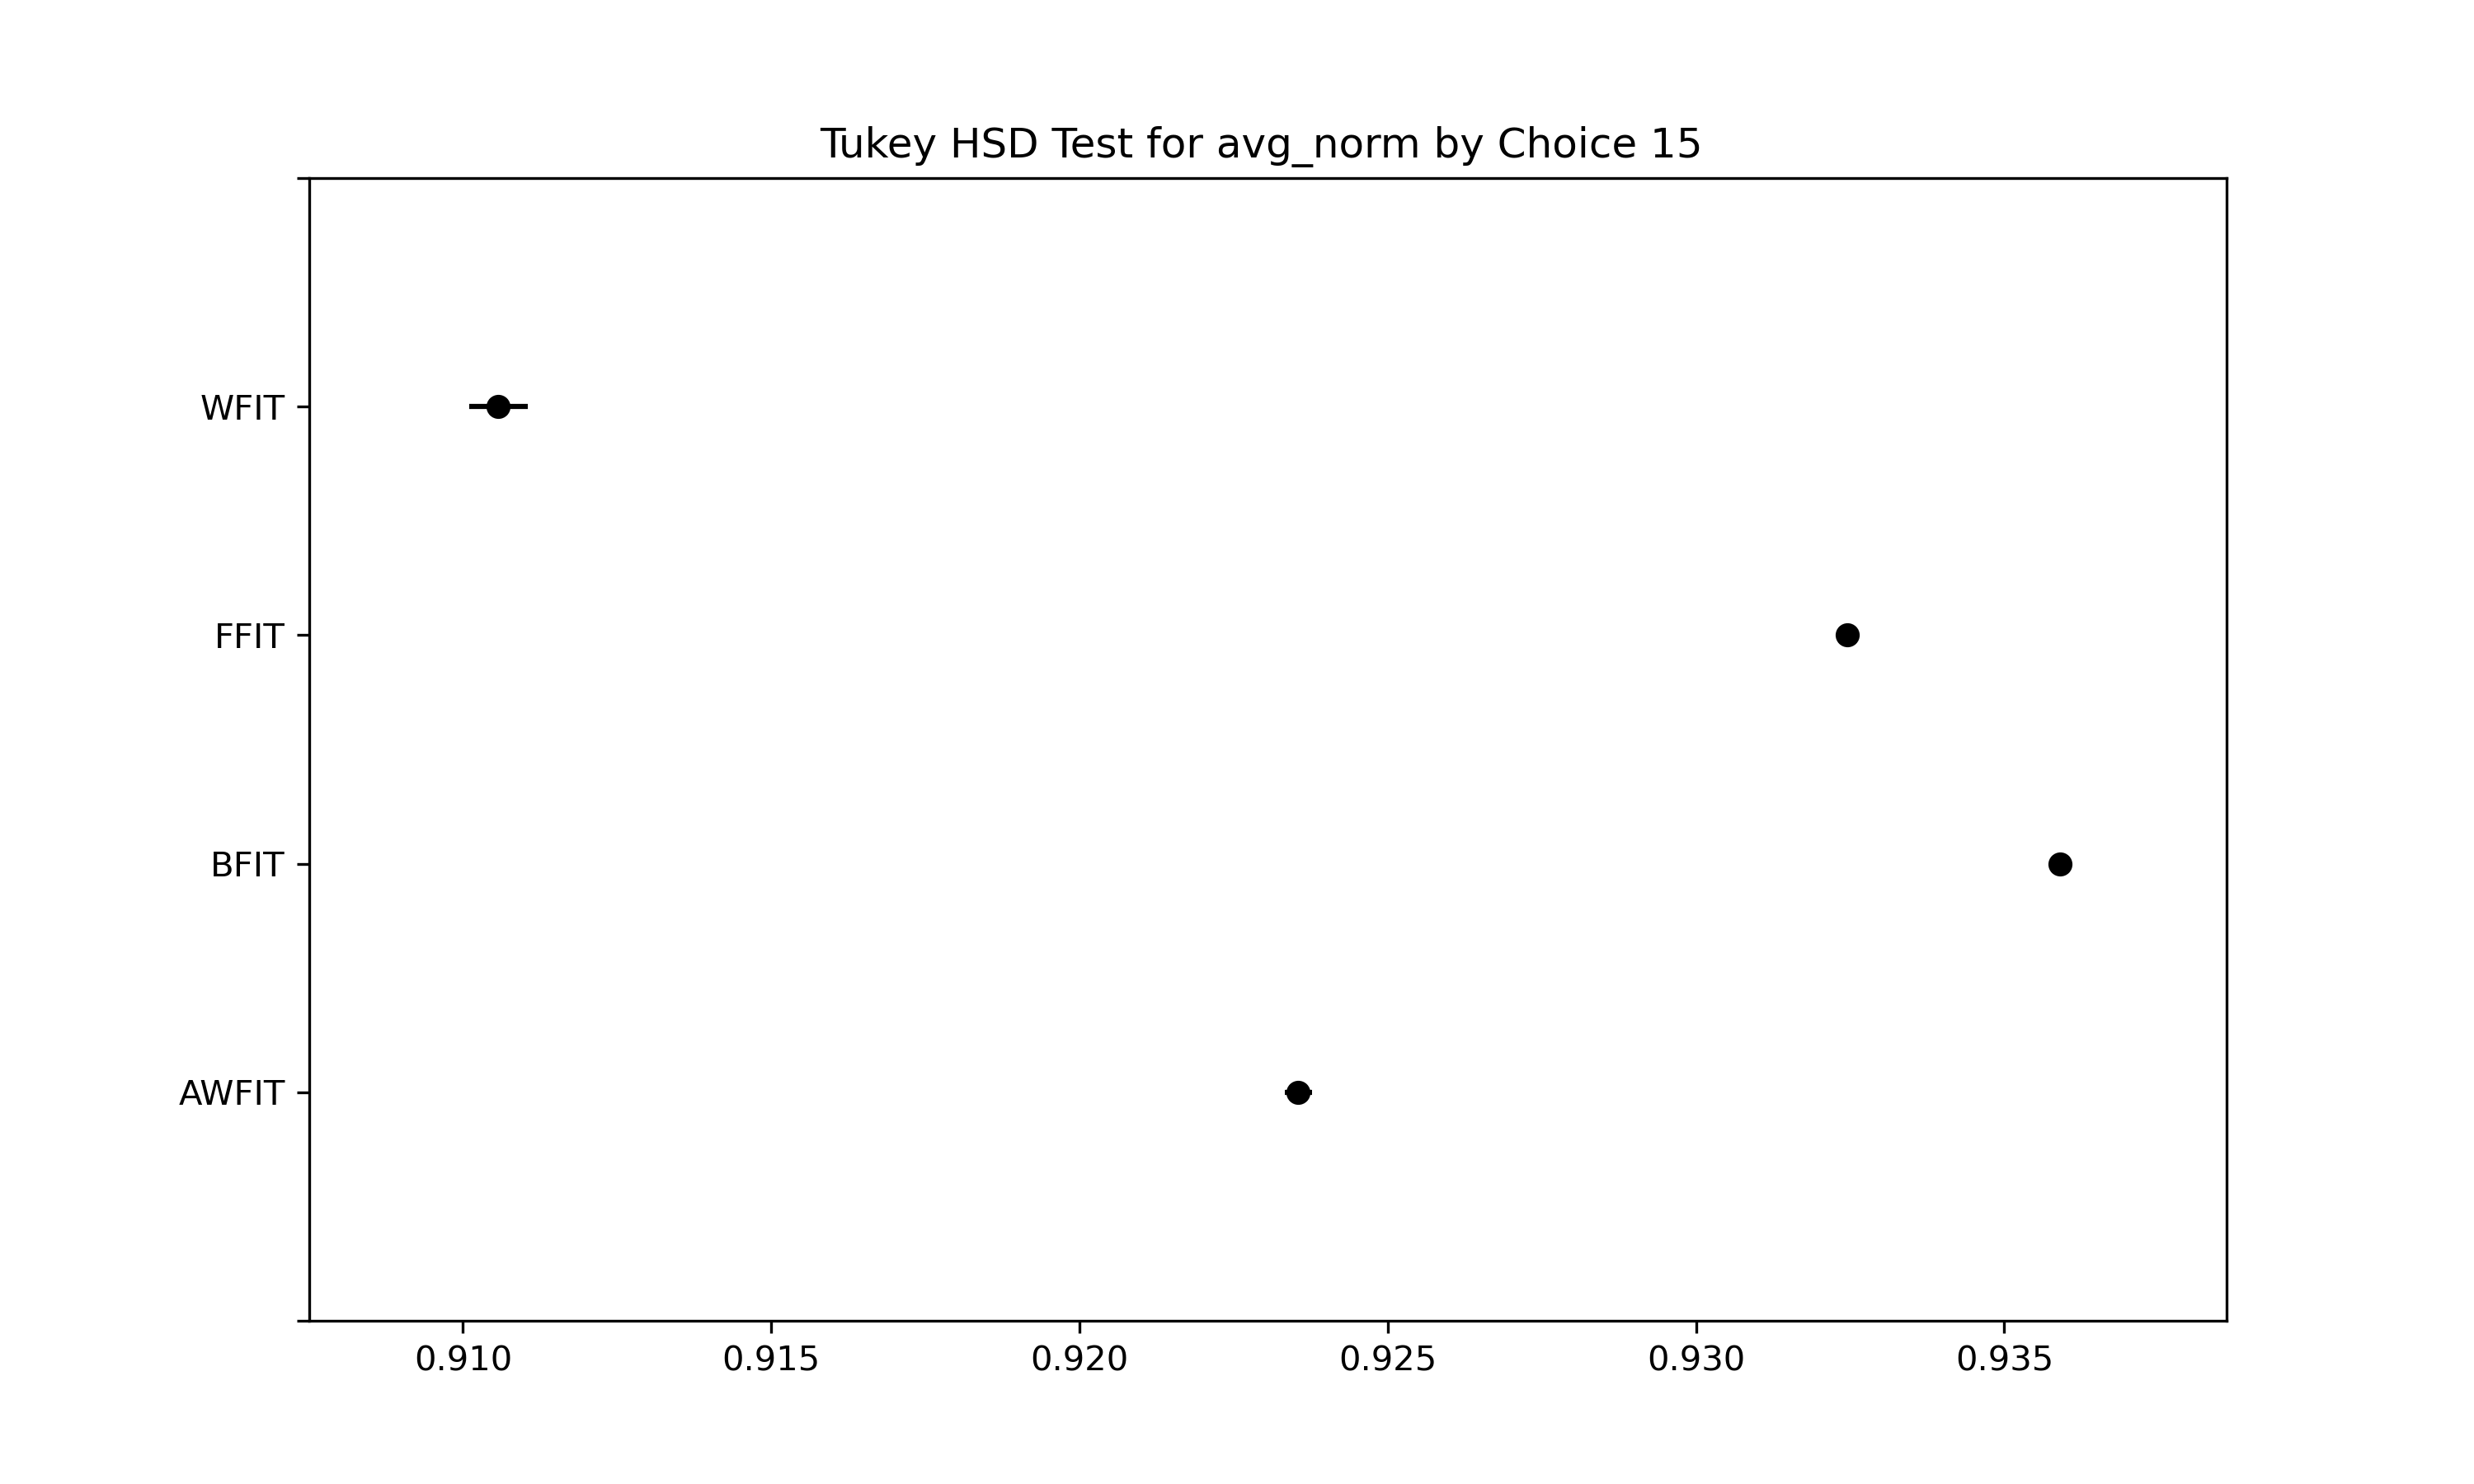 Tukey HSD Test for avg_norm by Choice 15
WFIT
FFIT
BFIT
AWFIT
0.910 0.915 0.920 0.925 0.930 0.935